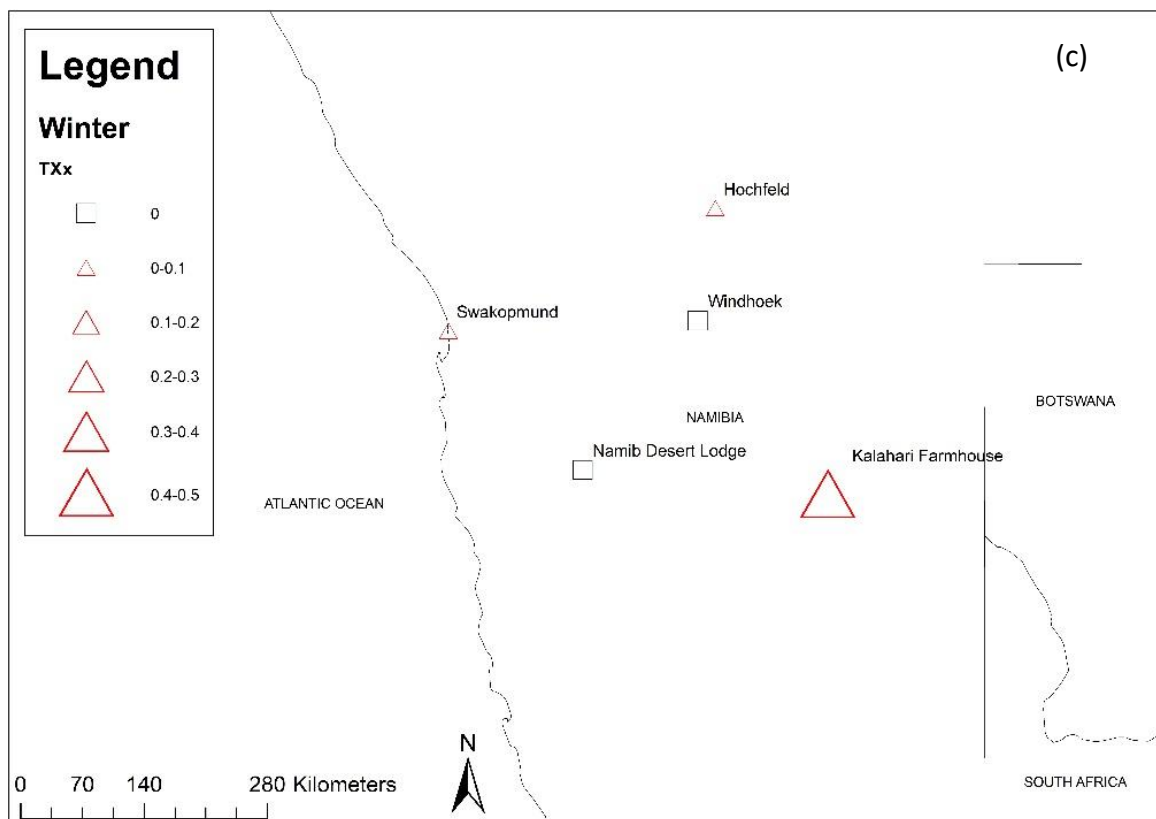 Legend
Winter
TXx
0
0-0.1
0.1-0.2
0.2-0.3
0.3-0.4
0.4-0.5
(c)
Hochfeld
Windhoek
Swakopmund
BOTSWANA
NAMIBIA
Namib Desert Lodge
Kalahari Farmhouse
ATLANTIC OCEAN
N
0 70 140 280 Kilometers
SOUTH AFRICA